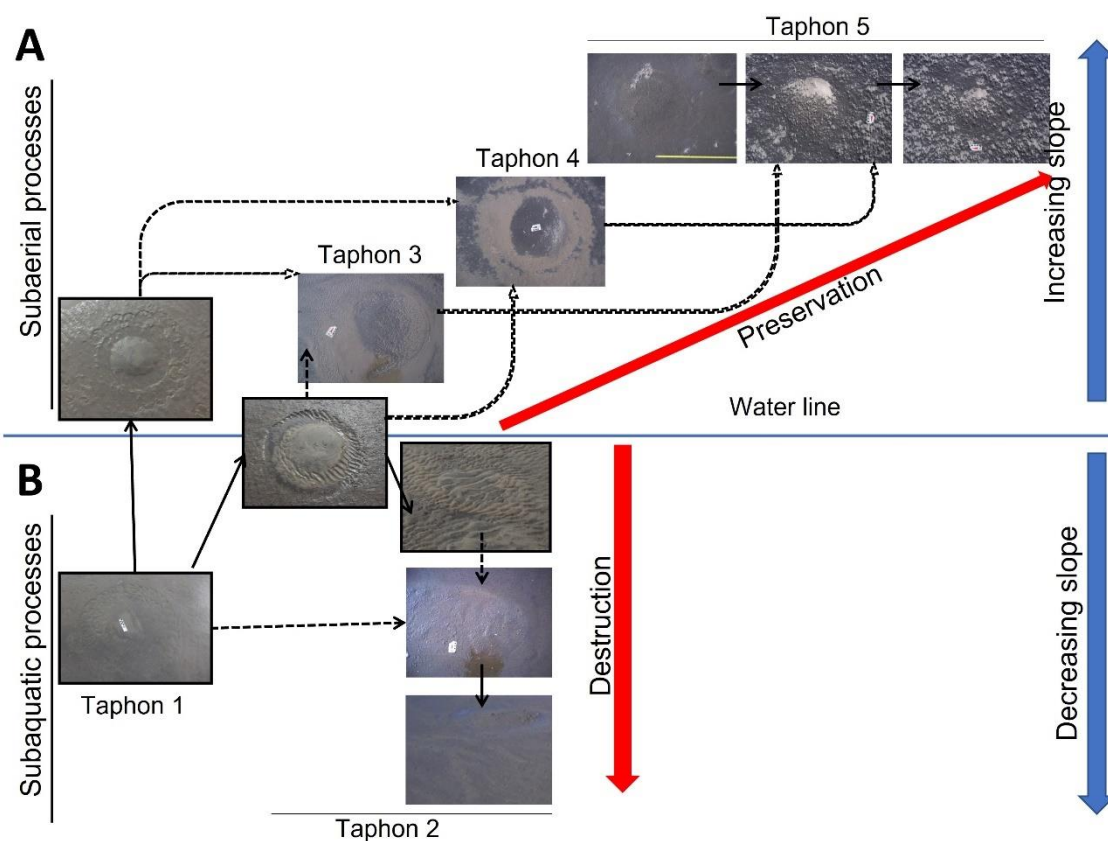 A
Subaerial processes
Taphon 5
Taphon 4
Taphon 3
Increasing slope
Preservation
Water line
B
Subaquatic processes
Taphon 1
Destruction
Decreasing slope
Taphon 2